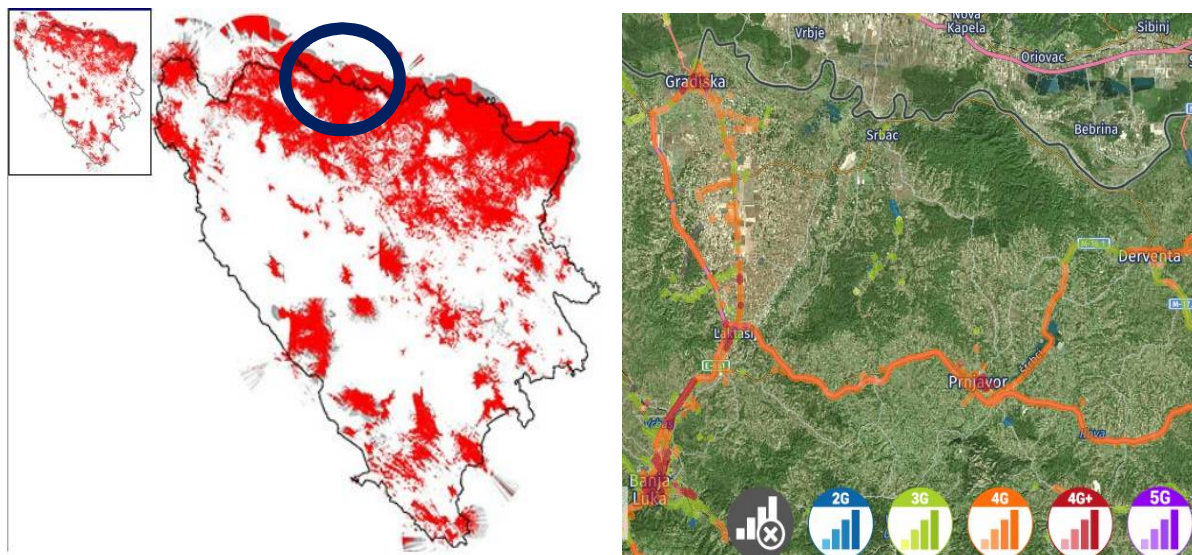 Vrbje
Nova
Kapela
Sibinj
Oriovac
Gradiška
Srbac
Bebrina
Derventa
Laktaši
Prnjavor
Banja
Luka
2G
3G
4G
4G+
5G